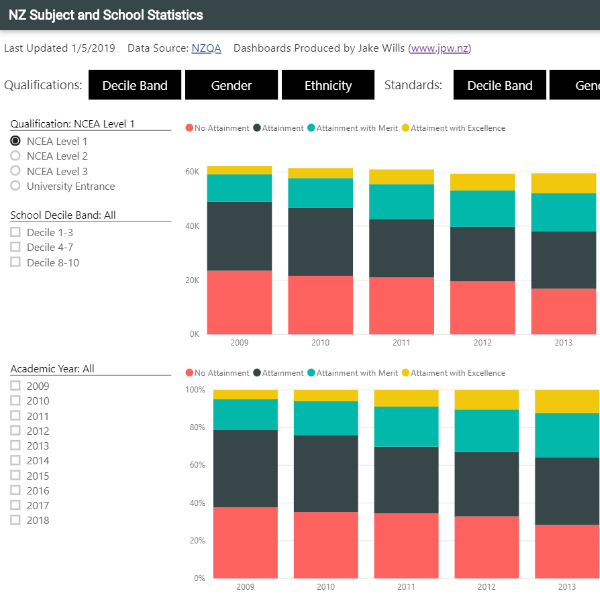 NZ Subject and School Statistics
Last Updated 1/5/2019 Data Source: NZQA Dashboards Produced by Jake Wills (www.jpw.nz)
Qualifications: Decile Band Gender Ethnicity Standards: Decile Band Gen
Qualification: NCEA Level 1
NCEA Level 1
NCEA Level 2
NCEA Level 3
University Entrance
School Decile Band: All
Decile 1-3
Decile 4-7
Decile 8-10
No Attainment Attainment Attainment with Merit Attaiment with Excellence
60K
40K
20K
0K
2009 2010 2011 2012 2013
Academic Year: All
2009
2010
2011
2012
2013
2014
2015
2016
2017
2018
No Attainment Attainment Attainment with Merit Attaiment with Excellence
100%
80%
60%
40%
20%
0%
2009 2010 2011 2012 2013